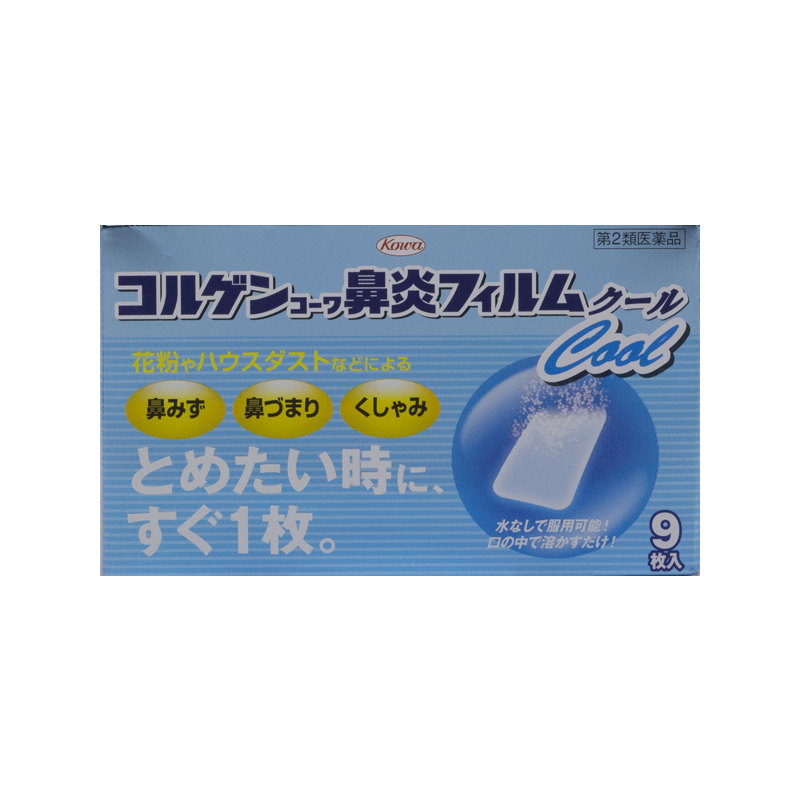 Kowa
第2類医薬品
コルゲンコーワ鼻炎フィルムクール
Cool
花粉やハウスダストなどによる
鼻みず 鼻づまり くしゃみ
とめたい時に、
すぐ1枚。
水なしで服用可能!
口の中で溶かすだけ!
9
枚入